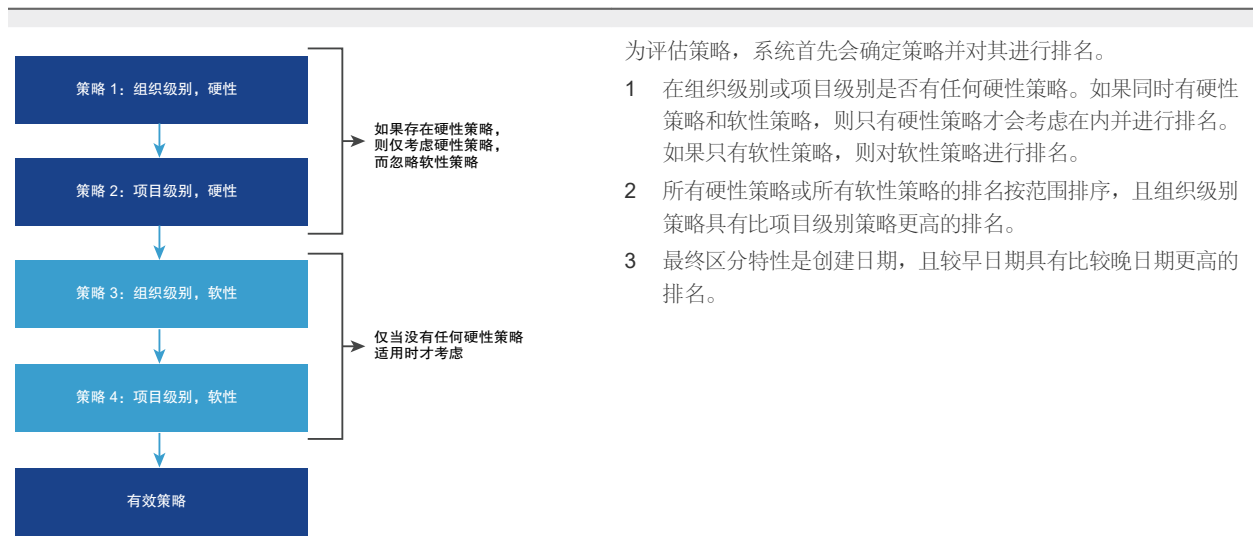 策略 1：组织级别，硬性
策略 2：项目级别，硬性
如果存在硬性策略，
则仅考虑硬性策略，
而忽略软性策略
策略 3：组织级别，软性
策略 4：项目级别，软性
仅当没有任何硬性策略
适用时才考虑
有效策略
为评估策略，系统首先会确定策略并对其进行排名。
1 在组织级别或项目级别是否有任何硬性策略。如果同时有硬性
策略和软性策略，则只有硬性策略才会考虑在内并进行排名。
如果只有软性策略，则对软性策略进行排名。
2 所有硬性策略或所有软性策略的排名按范围排序，且组织级别
策略具有比项目级别策略更高的排名。
3 最终区分特性是创建日期，且较早日期具有比较晚日期更高的
排名。